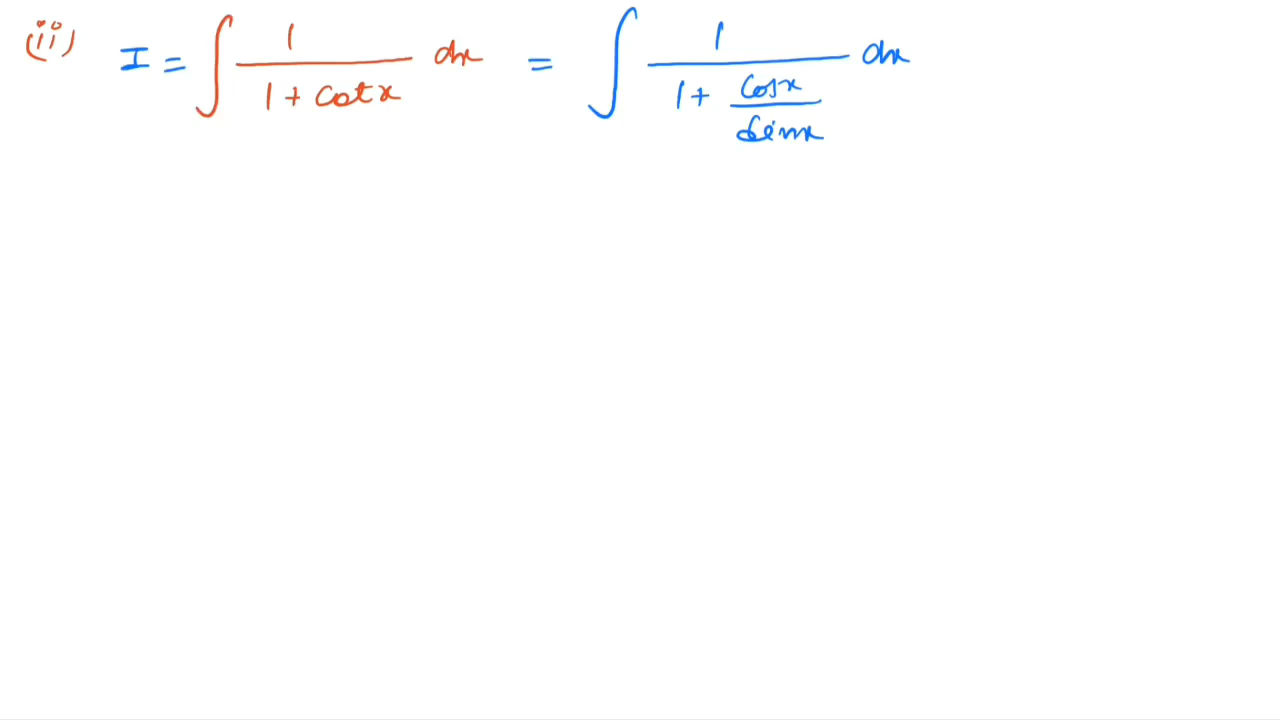 (ii) I = ∫ 1 / (1 + cot x) dx = ∫ 1 / (1 + cos x / sin x) dx